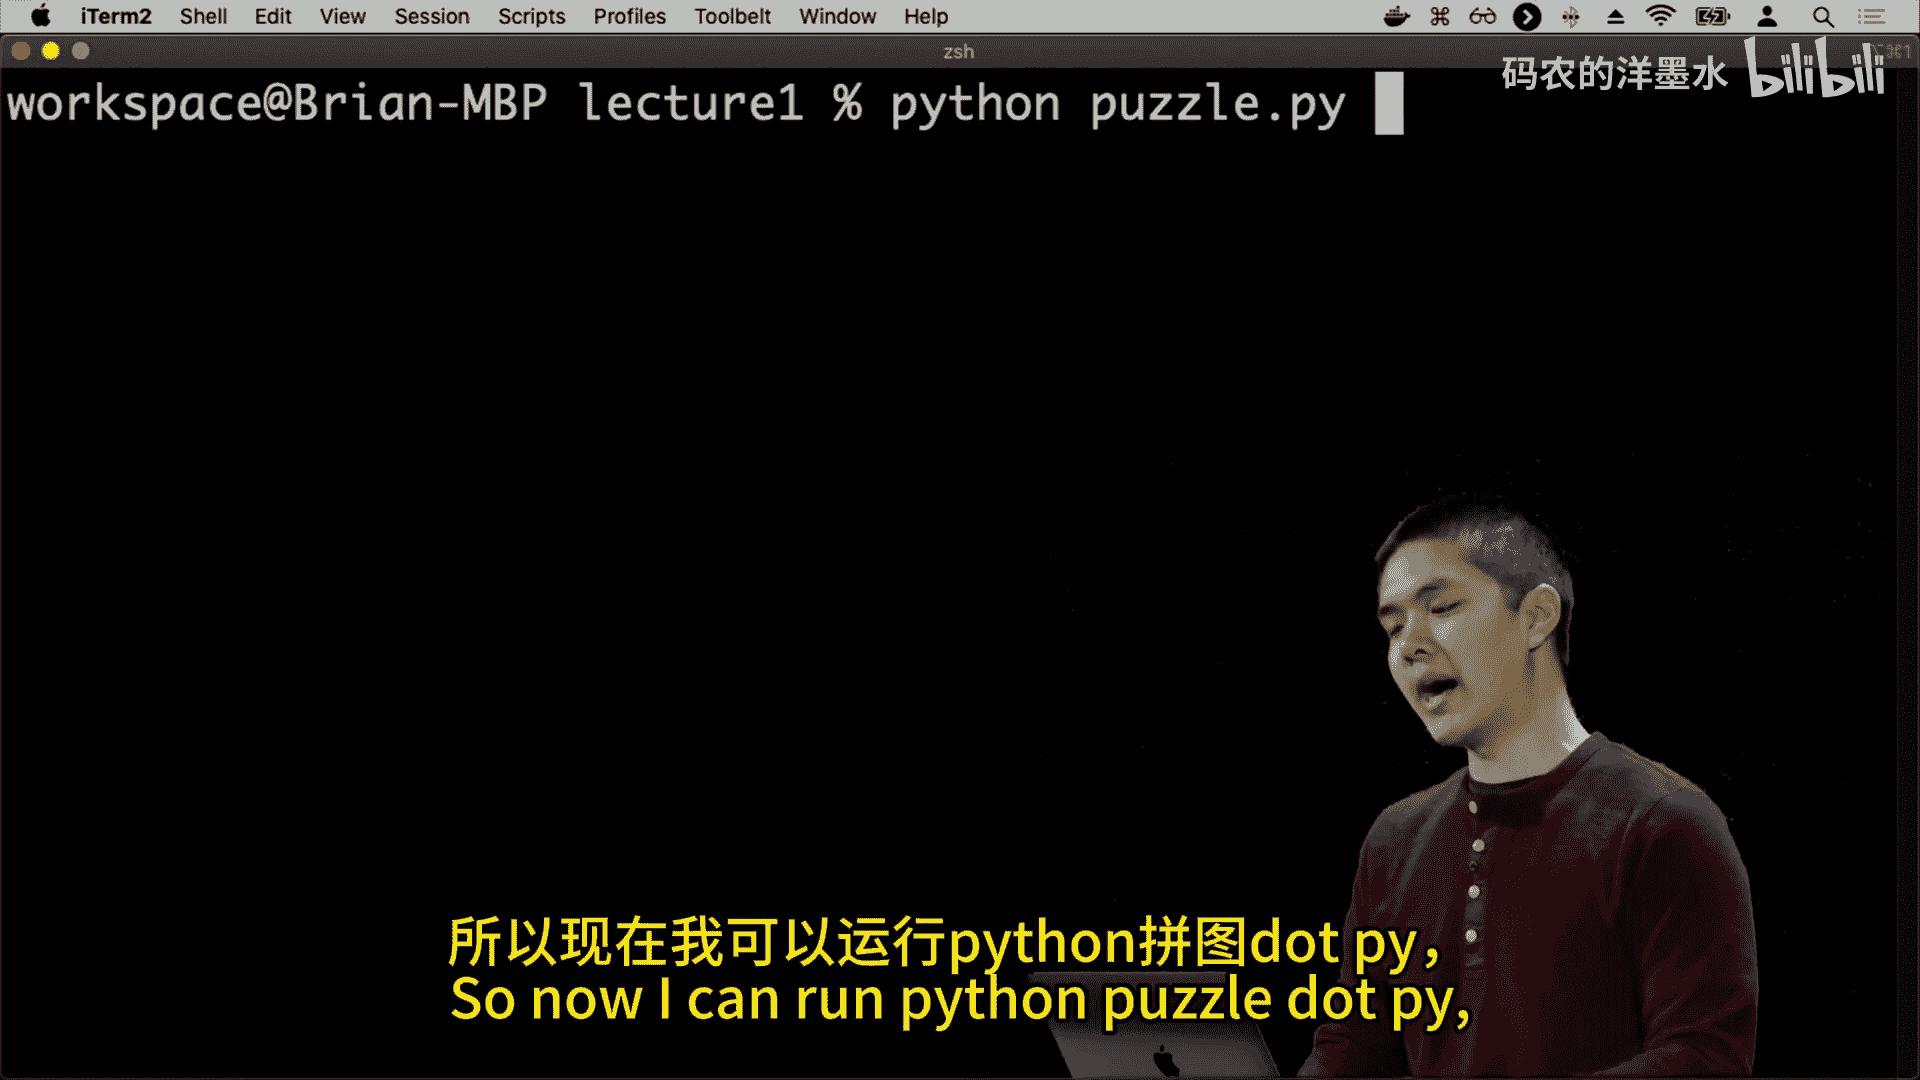 iTerm2 Shell Edit View Session Scripts Profiles Toolbelt Window Help
zsh
⌥⌘1
码农的洋墨水 bilibili
workspace@Brian-MBP lecture1 % python puzzle.py
所以现在我可以运行python拼图dot py，
So now I can run python puzzle dot py,